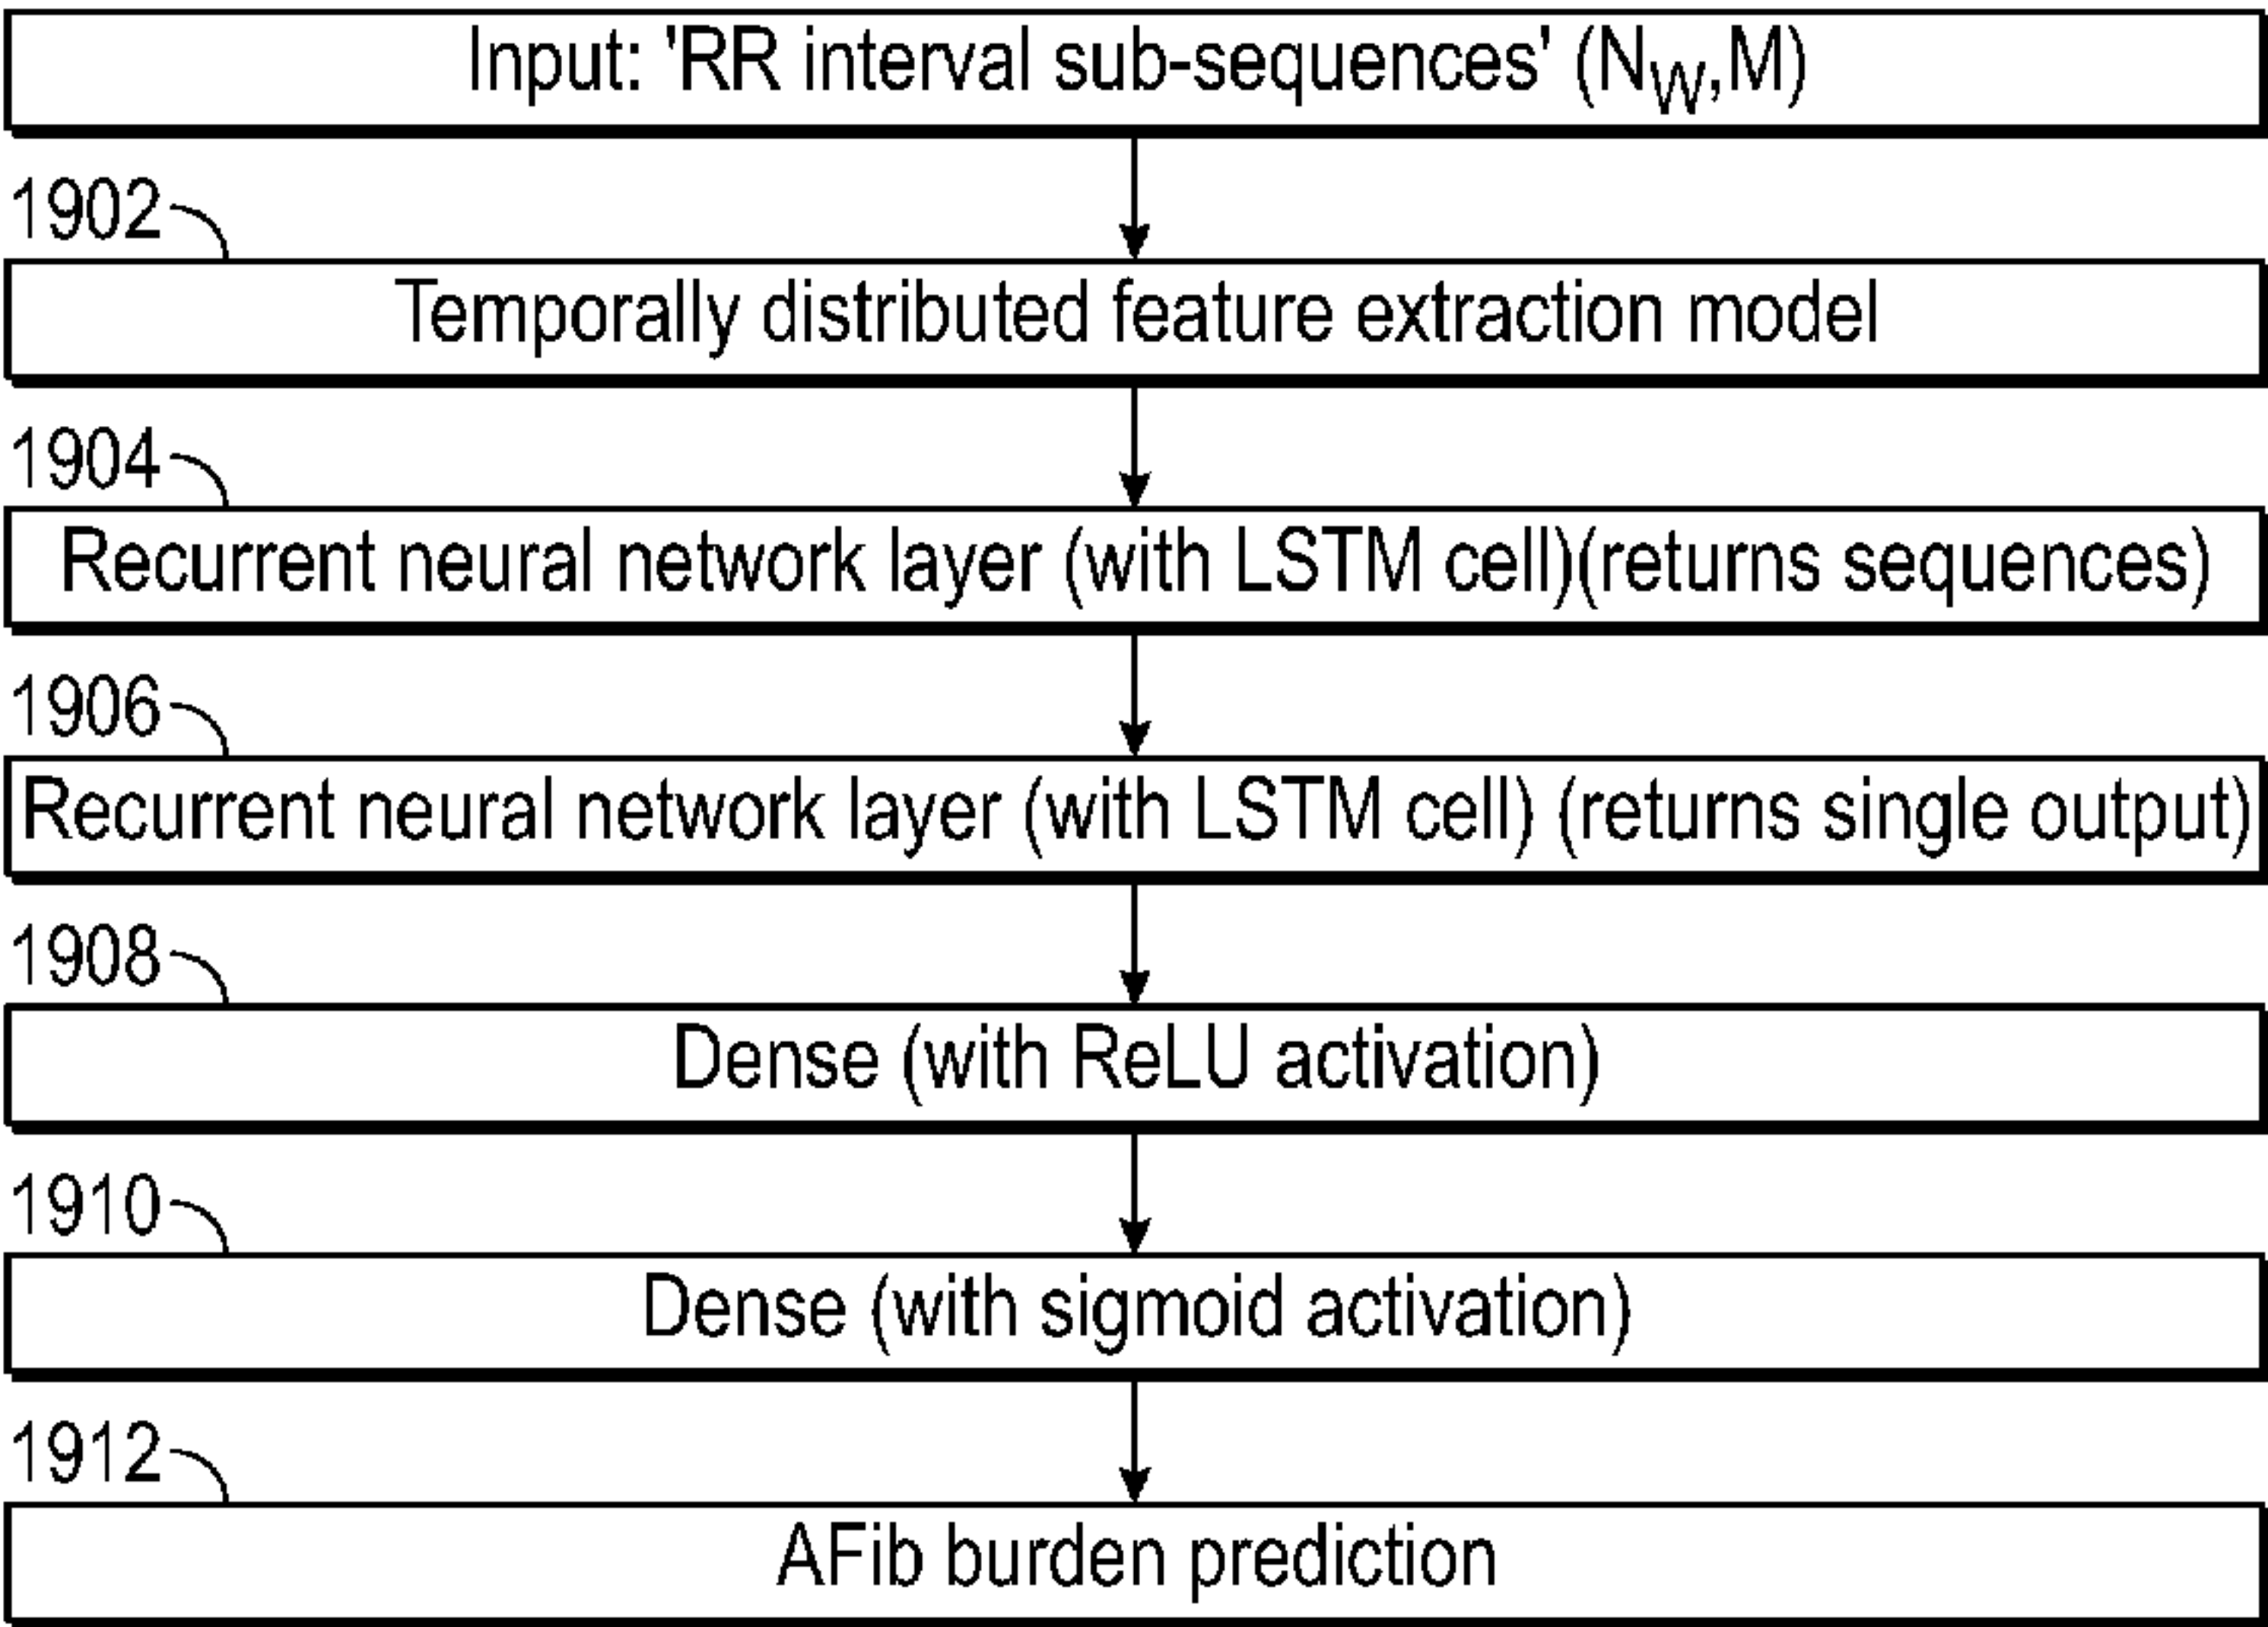 Input: 'RR interval sub-sequences' (NW,M)
1902
Temporally distributed feature extraction model
1904
Recurrent neural network layer (with LSTM cell)(returns sequences)
1906
Recurrent neural network layer (with LSTM cell) (returns single output)
1908
Dense (with ReLU activation)
1910
Dense (with sigmoid activation)
1912
AFib burden prediction